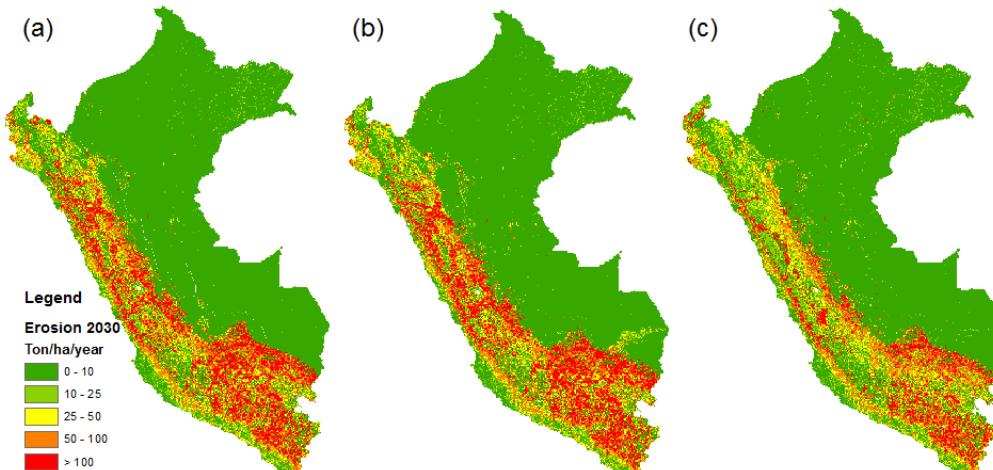 (a)
(b)
(c)
Legend
Erosion 2030
Ton/ha/year
0 - 10
10 - 25
25 - 50
50 - 100
> 100